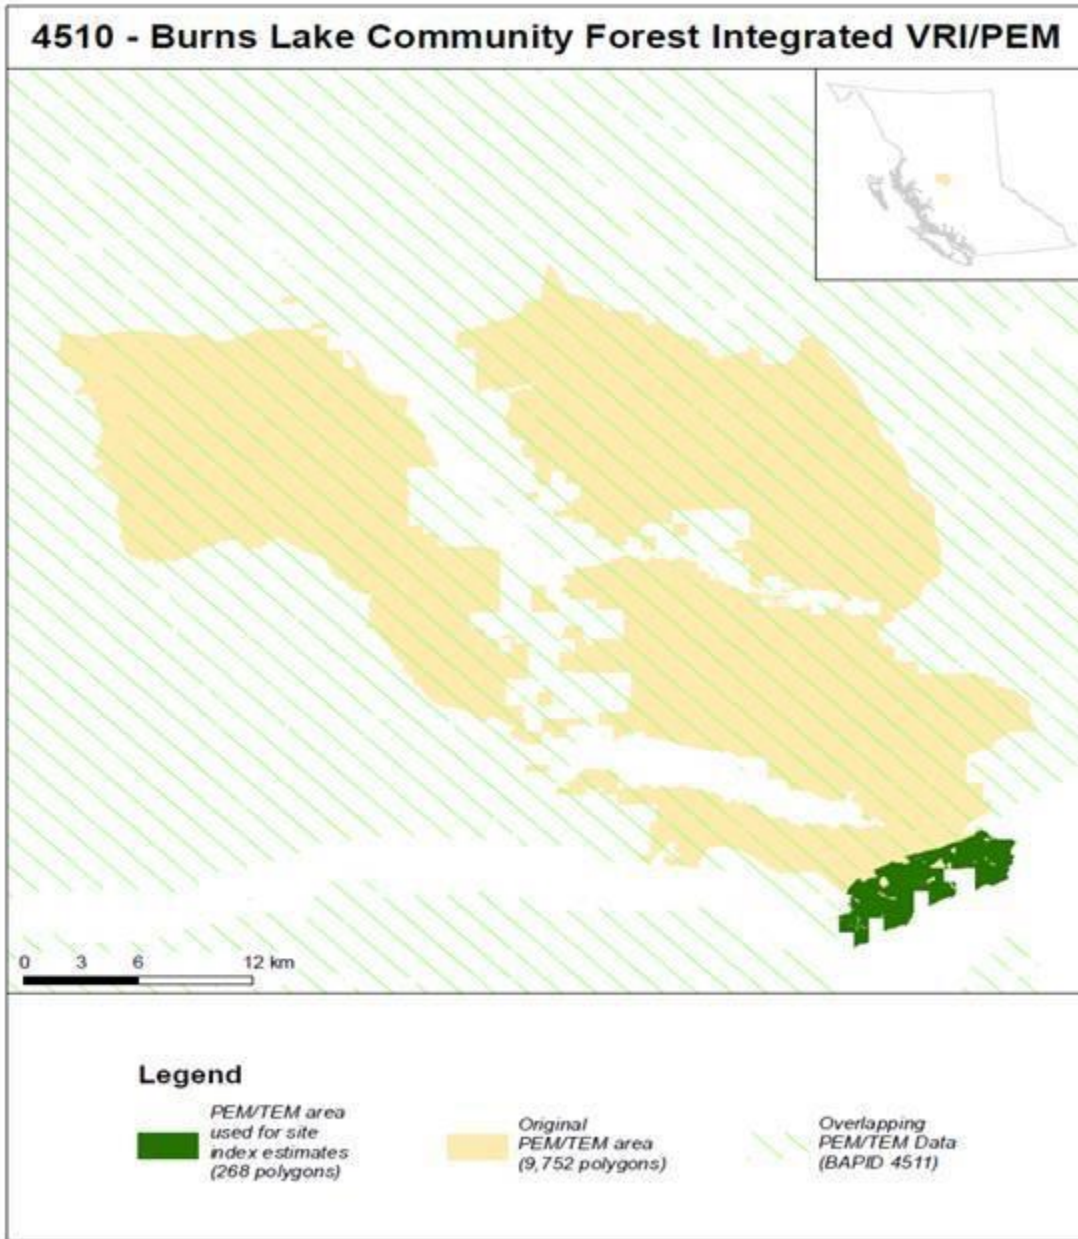 4510 - Burns Lake Community Forest Integrated VRI/PEM
0 3 6 12 km
Legend
PEM/TEM area
used for site
index estimates
(268 polygons)
Original
PEM/TEM area
(9,752 polygons)
Overlapping
PEM/TEM Data
(BAPID 4511)